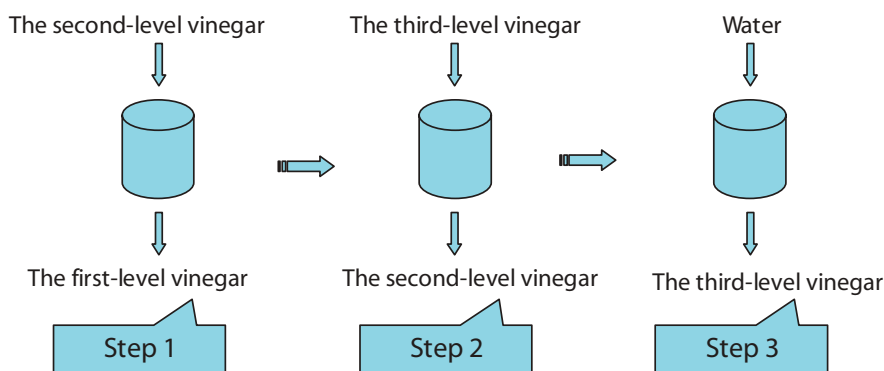 The second-level vinegar
The third-level vinegar
Water
The first-level vinegar
The second-level vinegar
The third-level vinegar
Step 1
Step 2
Step 3